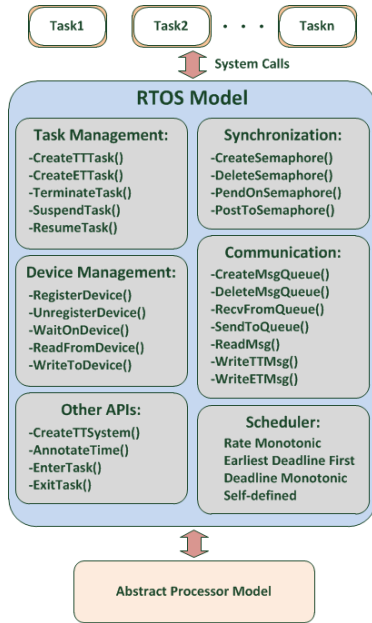 Task1 Task2 . . . Taskn
System Calls
RTOS Model
Task Management:
-CreateTTTask()
-CreateETTask()
-TerminateTask()
-SuspendTask()
-ResumeTask()
Device Management:
-RegisterDevice()
-UnregisterDevice()
-WaitOnDevice()
-ReadFromDevice()
-WriteToDevice()
Other APIs:
-CreateTTSystem()
-AnnotateTime()
-EnterTask()
-ExitTask()
Synchronization:
-CreateSemaphore()
-DeleteSemaphore()
-PendOnSemaphore()
-PostToSemaphore()
Communication:
-CreateMsgQueue()
-DeleteMsgQueue()
-RecvFromQueue()
-SendToQueue()
-ReadMsg()
-WriteTTMsg()
-WriteETMsg()
Scheduler:
Rate Monotonic
Earliest Deadline First
Deadline Monotonic
Self-defined
Abstract Processor Model